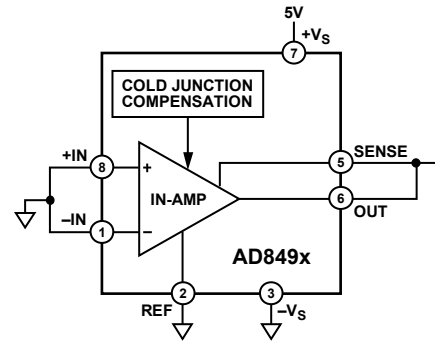 5V
+VS
7
COLD JUNCTION
COMPENSATION
+IN
8
+
SENSE
5
IN-AMP
6
OUT
–IN
1
–
AD849x
2
3
REF
–VS